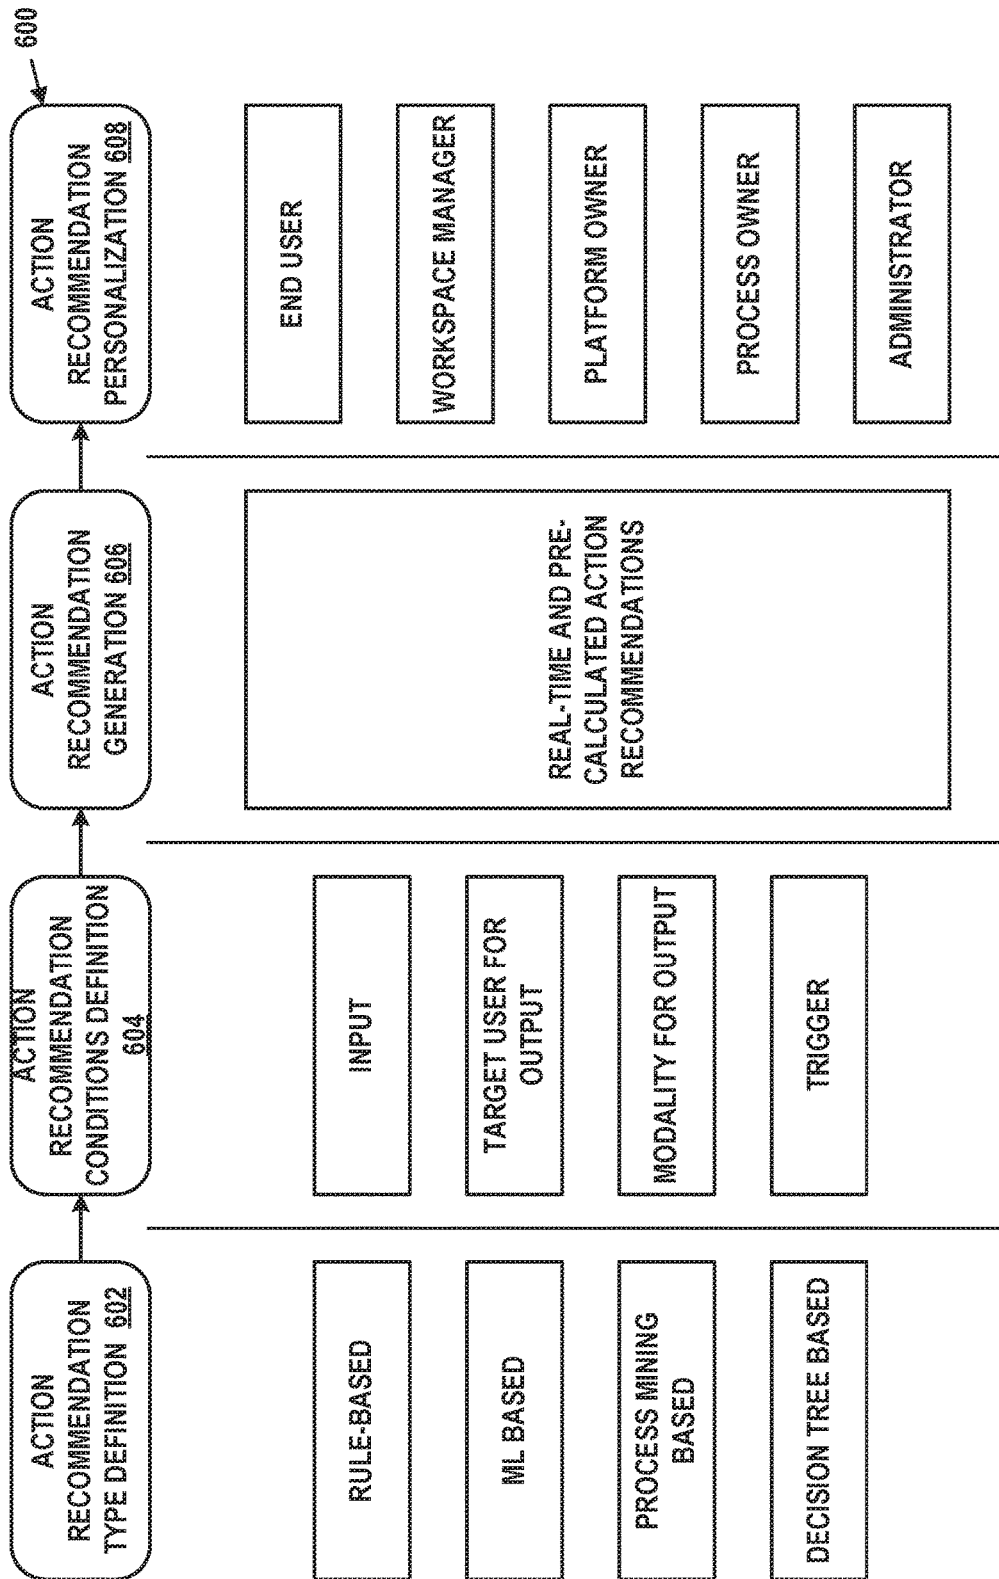 600
ACTION
RECOMMENDATION
TYPE DEFINITION 602
RULE-BASED
ML BASED
PROCESS MINING
BASED
DECISION TREE BASED
ACTION
RECOMMENDATION
CONDITIONS DEFINITION
604
INPUT
TARGET USER FOR
OUTPUT
MODALITY FOR OUTPUT
TRIGGER
ACTION
RECOMMENDATION
GENERATION 606
REAL-TIME AND PRE-
CALCULATED ACTION
RECOMMENDATIONS
ACTION
RECOMMENDATION
PERSONALIZATION 608
END USER
WORKSPACE MANAGER
PLATFORM OWNER
PROCESS OWNER
ADMINISTRATOR